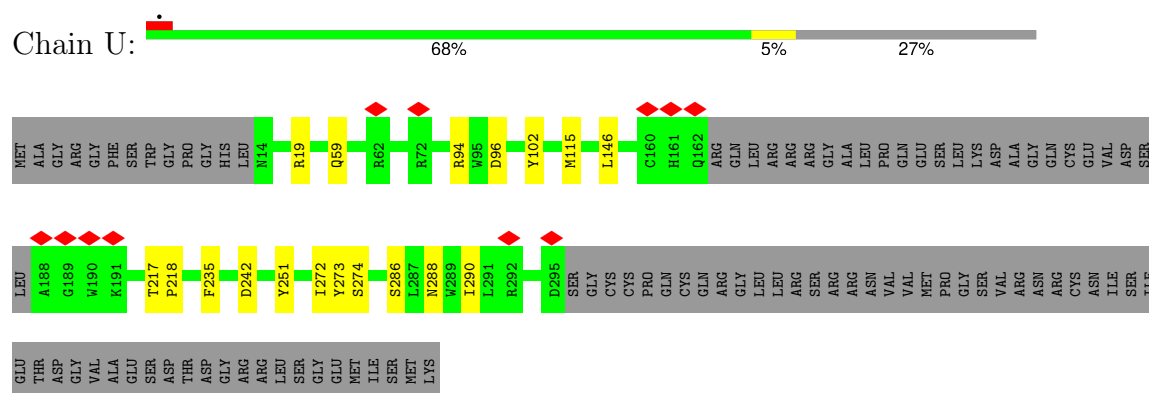 Chain U:
68% 5% 27%
MET ALA GLY ARG GLY PHE SER TRP GLY PRO GLY HIS LEU N14 R19 Q59 R62 R72 R94 W95 D96 Y102 M115 L146 C160 H161 Q162 ARG GLN LEU ARG ARG ARG GLY ALA LEU PRO GLN GLU SER LEU LYS ASP ALA GLY GLN CYS GLU VAL ASP SER
LEU A188 G189 W190 K191 T217 P218 F235 D242 Y251 I272 Y273 S274 S286 L287 N288 W289 I290 L291 R292 D295 SER GLY CYS CYS PRO GLN CYS GLN ARG GLY LEU LEU ARG SER ARG ARG ASN VAL VAL MET PRO GLY SER VAL ARG ASN ARG CYS ASN ILE SER ILE
GLU THR ASP GLY VAL ALA GLU SER ASP THR ASP GLY ARG ARG LEU SER GLY GLU MET ILE SER MET LYS